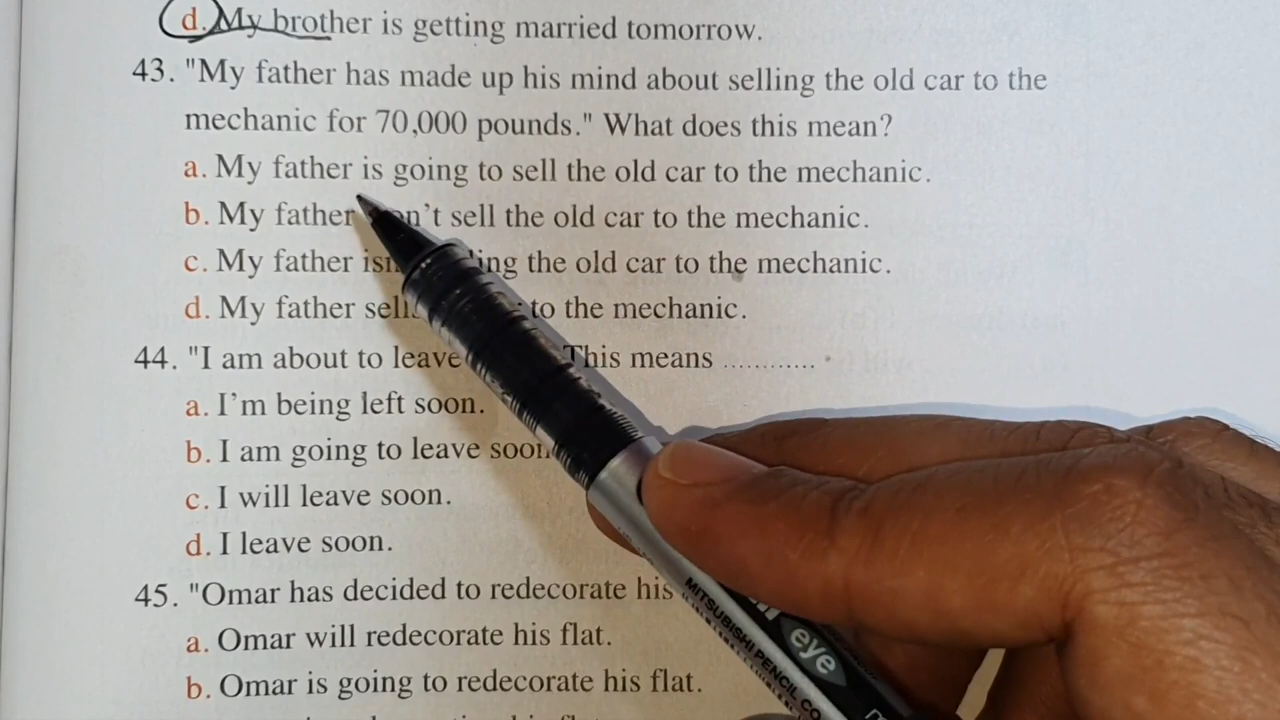 d. My brother is getting married tomorrow.
43. "My father has made up his mind about selling the old car to the
mechanic for 70,000 pounds." What does this mean?
a. My father is going to sell the old car to the mechanic.
b. My father sell the old car to the mechanic.
c. My father the old car to the mechanic.
d. My father to the mechanic.
44. "I am about to leave This means ............
a. I'm being left soon.
b. I am going to leave soon
c. I will leave soon.
d. I leave soon.
45. "Omar has decided to redecorate his
a. Omar will redecorate his flat.
b. Omar is going to redecorate his flat.
MITSUBISHI PENCIL CO
eye